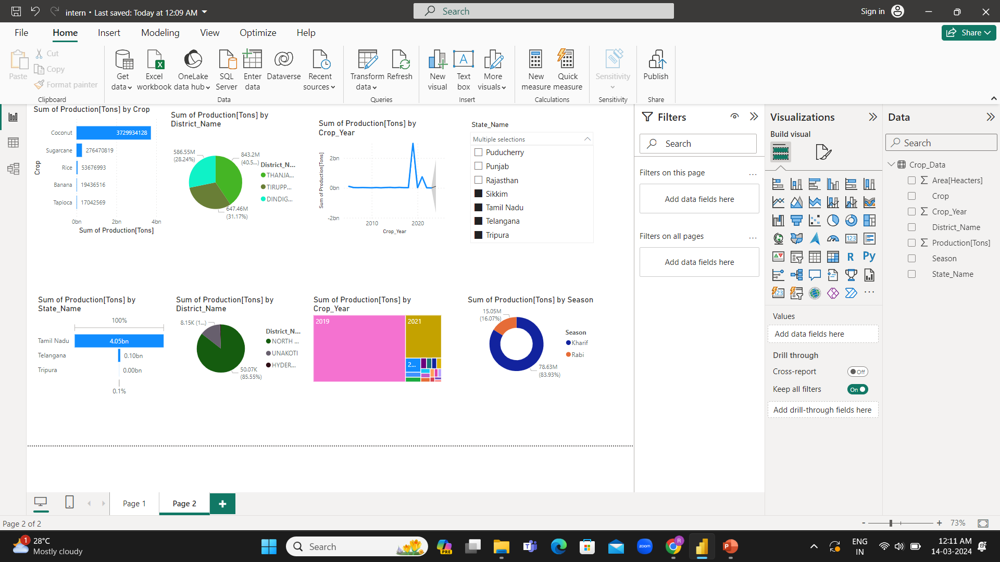 intern • Last saved: Today at 12:09 AM
Search
Sign in
File
Home
Insert
Modeling
View
Optimize
Help
Share
Paste
Cut
Copy
Format painter
Clipboard
Get data
Excel workbook
OneLake data hub
SQL Server
Enter data
Dataverse
Recent sources
Data
Transform data
Refresh
Queries
New visual
Text box
More visuals
Insert
New measure
Quick measure
Calculations
Sensitivity
Sensitivity
Publish
Share
Sum of Production[Tons] by Crop
Crop
Coconut
3729934128
Sugarcane
276470819
Rice
53676993
Banana
19436516
Tapioca
17042569
0bn
2bn
4bn
Sum of Production[Tons]
Sum of Production[Tons] by
District_Name
586.55M
(28.24%)
843.2M
(40.5...)
647.46M
(31.17%)
District_N...
THANJA...
TIRUPP...
DINDIG...
Sum of Production[Tons] by
Crop_Year
Sum of Production[Tons]
2bn
0bn
-2bn
2010
2020
Crop_Year
State_Name
Multiple selections
Puducherry
Punjab
Rajasthan
Sikkim
Tamil Nadu
Telangana
Tripura
Sum of Production[Tons] by
State_Name
100%
Tamil Nadu
4.05bn
Telangana
0.10bn
Tripura
0.00bn
0.1%
Sum of Production[Tons] by
District_Name
8.15K (1...)
50.07K
(85.55%)
District_N...
NORTH ...
UNAKOTI
HYDER...
Sum of Production[Tons] by
Crop_Year
2019
2021
2...
Sum of Production[Tons] by Season
15.05M
(16.07%)
78.63M
(83.93%)
Season
Kharif
Rabi
Filters
Search
Filters on this page
...
Add data fields here
Filters on all pages
...
Add data fields here
Visualizations
Build visual
123
R
Py
123
...
Values
Add data fields here
Drill through
Cross-report
Off
Keep all filters
On
Add drill-through fields here
Data
Search
Crop_Data
Area[Heacters]
Crop
Crop_Year
District_Name
Production[Tons]
Season
State_Name
Page 1
Page 2
+
Page 2 of 2
-
+
73%
1
28°C
Mostly cloudy
Search
PRE
zoom
R
P
ENG
IN
12:11 AM
14-03-2024